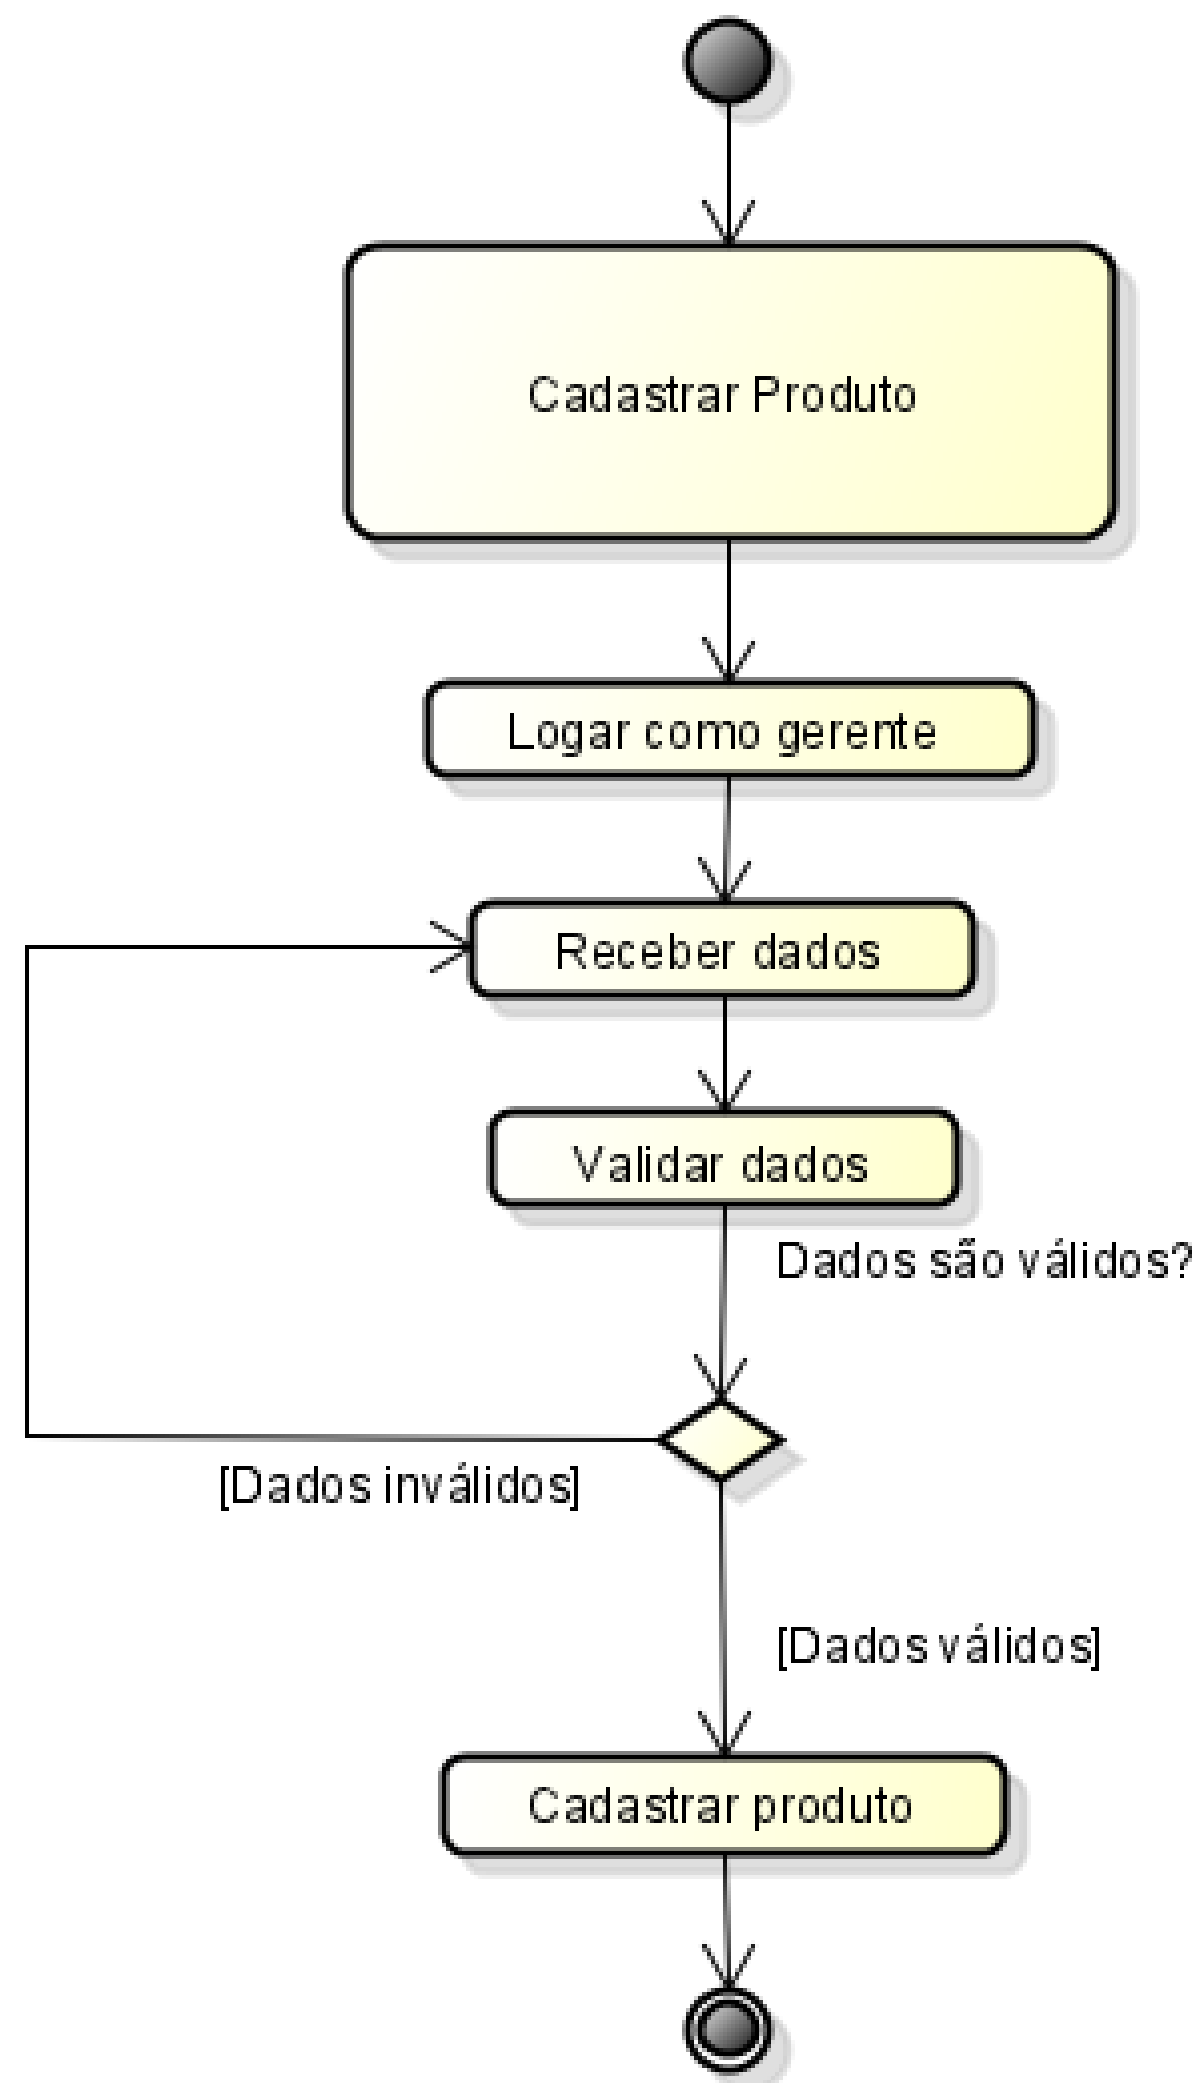 Cadastrar Produto
Logar como gerente
Receber dados
Validar dados
Dados são válidos?
[Dados inválidos]
[Dados válidos]
Cadastrar produto